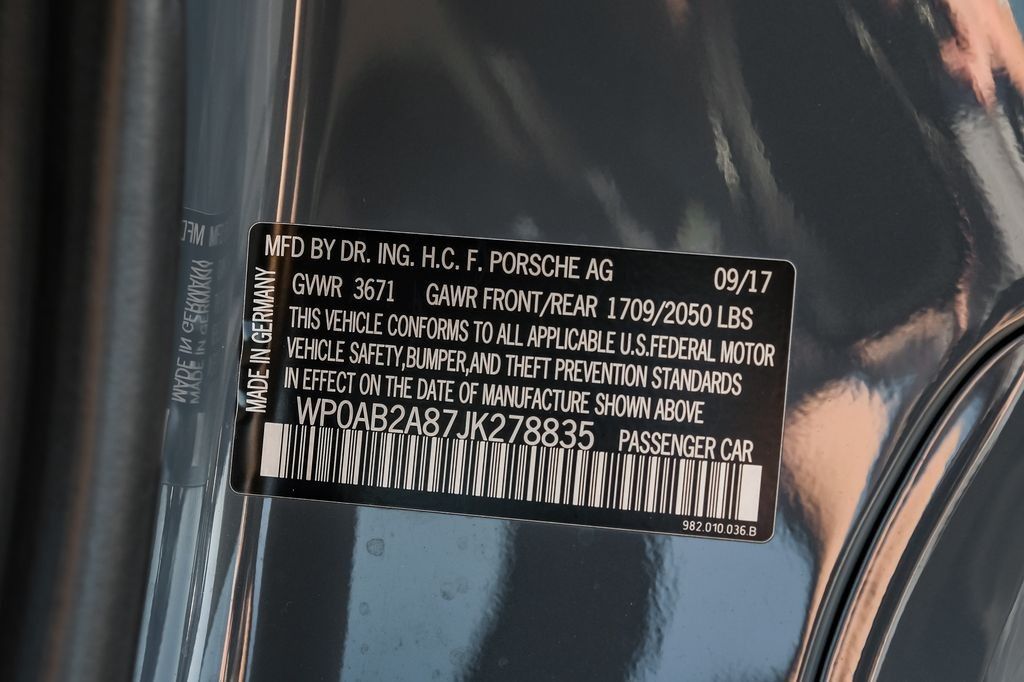 MFD BY DR. ING. H.C. F. PORSCHE AG 09/17
GVWR 3671 GAWR FRONT/REAR 1709/2050 LBS
THIS VEHICLE CONFORMS TO ALL APPLICABLE U.S.FEDERAL MOTOR
VEHICLE SAFETY,BUMPER,AND THEFT PREVENTION STANDARDS
IN EFFECT ON THE DATE OF MANUFACTURE SHOWN ABOVE
WP0AB2A87JK278835 PASSENGER CAR
982.010.036.B
MADE IN GERMANY